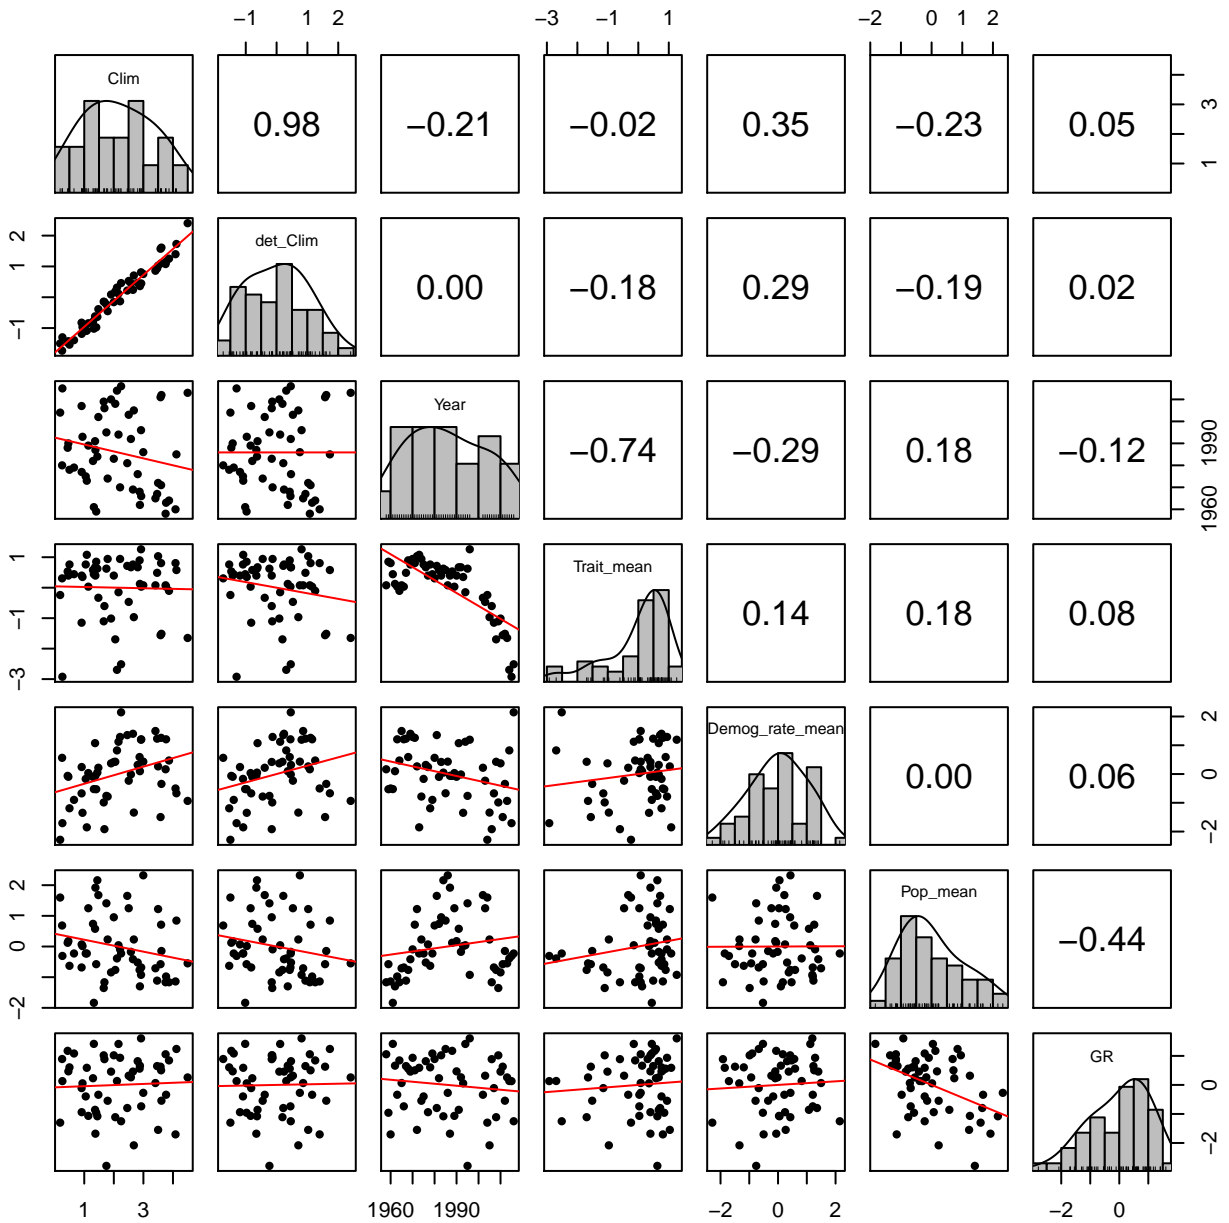 −1 1 2 −3 −1 1 −2 0 2
Clim 0.98 −0.21 −0.02 0.35 −0.23 0.05 1 3
−1 1 2 det_Clim 0.00 −0.18 0.29 −0.19 0.02
Year −0.74 −0.29 0.18 −0.12 1960 1990
−3 −1 1 Trait_mean 0.14 0.18 0.08
Demog_rate_mean 0.00 0.06 −2 0 2
−2 0 1 2 Pop_mean −0.44
GR −2 0
1 3 1960 1990 −2 0 2 −2 0